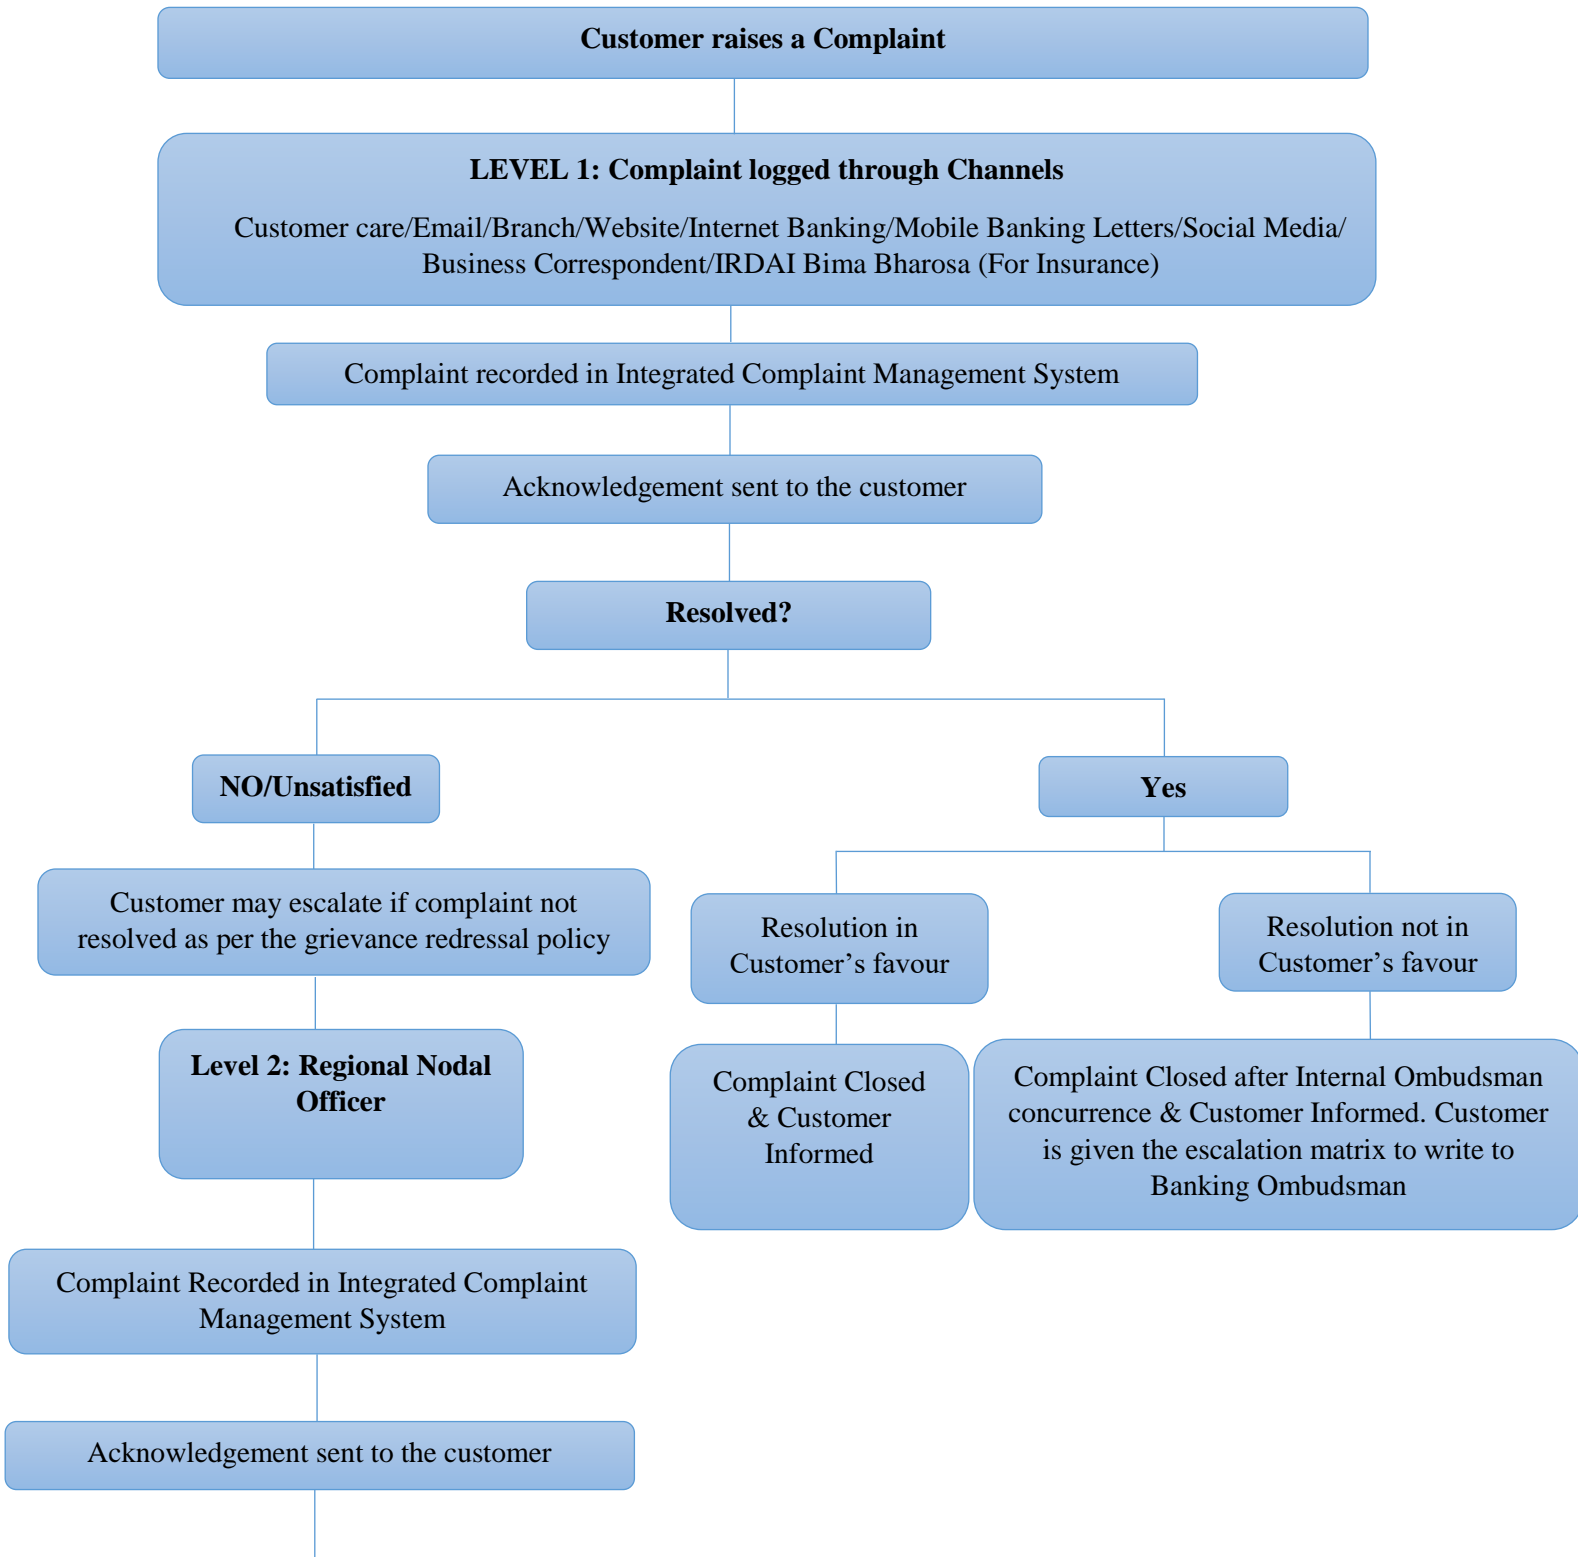 Customer raises a Complaint
LEVEL 1: Complaint logged through Channels
Customer care/Email/Branch/Website/Internet Banking/Mobile Banking Letters/Social Media/
Business Correspondent/IRDAI Bima Bharosa (For Insurance)
Complaint recorded in Integrated Complaint Management System
Acknowledgement sent to the customer
Resolved?
NO/Unsatisfied
Yes
Customer may escalate if complaint not
resolved as per the grievance redressal policy
Resolution in
Customer’s favour
Resolution not in
Customer’s favour
Level 2: Regional Nodal
Officer
Complaint Closed
& Customer
Informed
Complaint Closed after Internal Ombudsman
concurrence & Customer Informed. Customer
is given the escalation matrix to write to
Banking Ombudsman
Complaint Recorded in Integrated Complaint
Management System
Acknowledgement sent to the customer